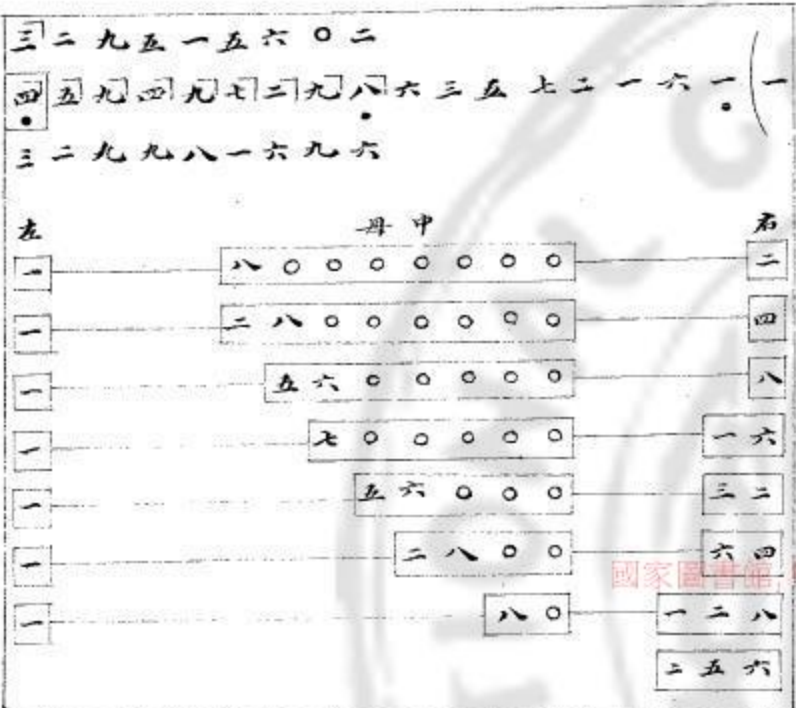 三二九五一五六〇二
四五九四九七二九八六三五七二一六一(一
三二九九八一六九六
左 中毋 右
一 八〇〇〇〇〇〇〇 二
一 二八〇〇〇〇〇〇 四
一 五六〇〇〇〇〇 八
一 七〇〇〇〇〇 一六
一 五六〇〇〇 三二
一 二八〇〇 六四
一 八〇 一二八
二五六
國家圖書館